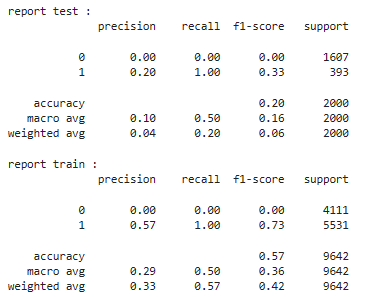 report test :
precision recall f1-score support
0 0.00 0.00 0.00 1607
1 0.20 1.00 0.33 393
accuracy 0.20 2000
macro avg 0.10 0.50 0.16 2000
weighted avg 0.04 0.20 0.06 2000
report train :
precision recall f1-score support
0 0.00 0.00 0.00 4111
1 0.57 1.00 0.73 5531
accuracy 0.57 9642
macro avg 0.29 0.50 0.36 9642
weighted avg 0.33 0.57 0.42 9642